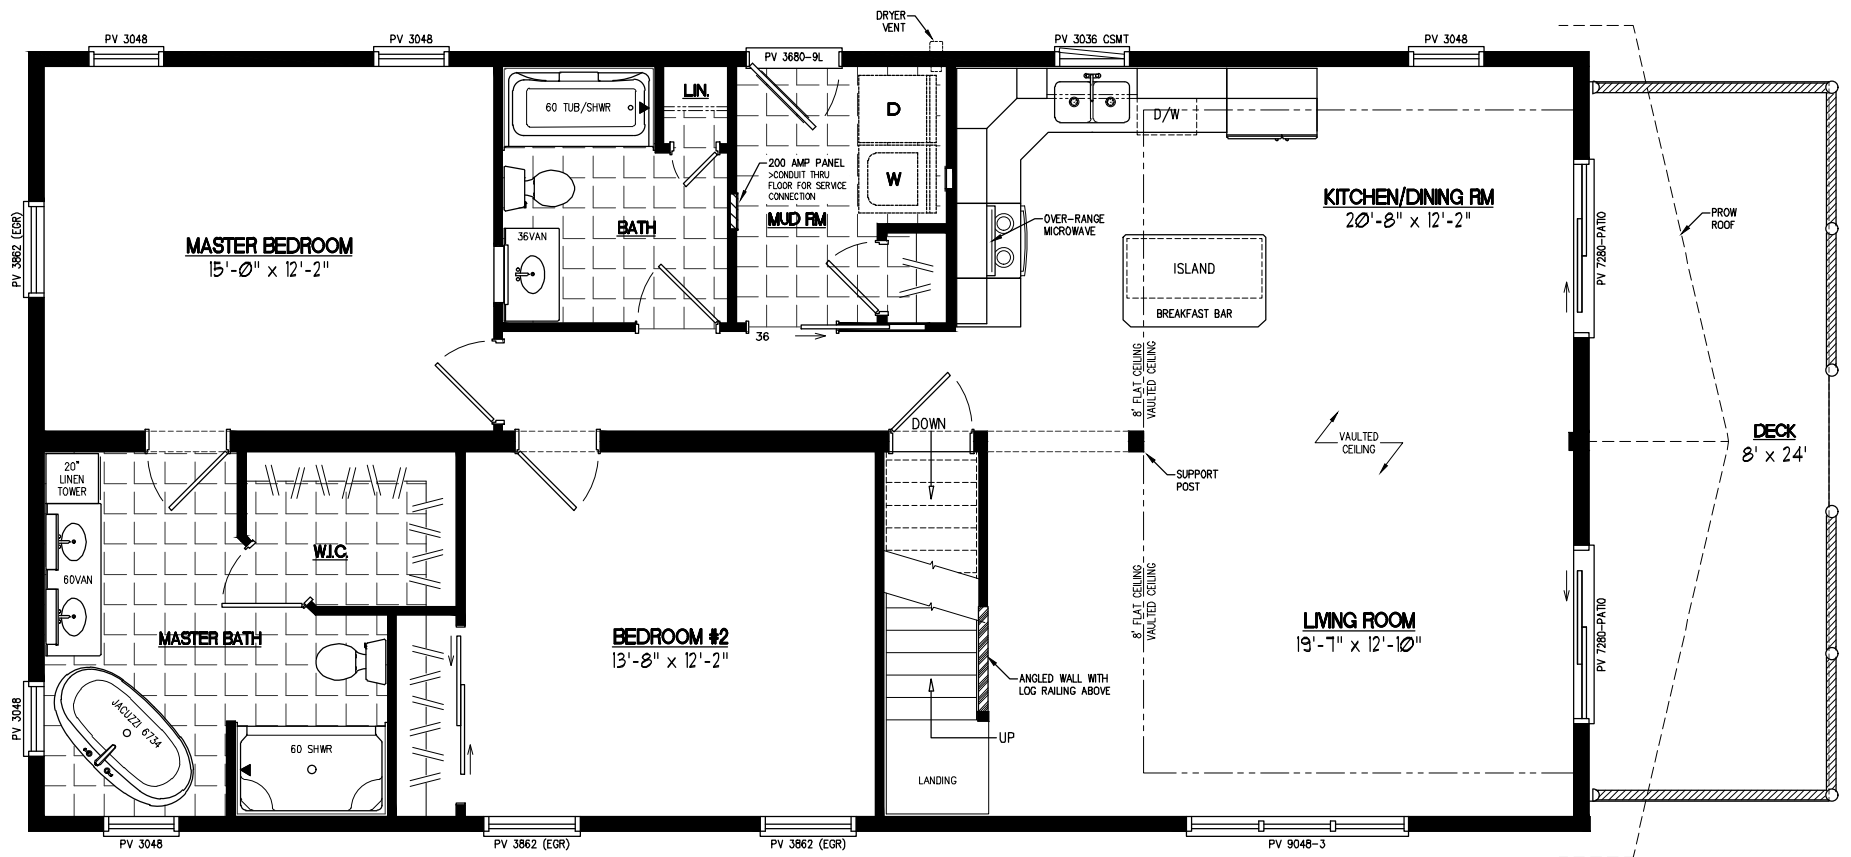 DRYER
VENT
PV 3048
PV 3048
PV 3680-9L
PV 3036 CSMT
PV 3048
60 TUB/SHWR
LIN.
D
W
D/W
200 AMP PANEL
>CONDUIT THRU
FLOOR FOR SERVICE
CONNECTION
MUD RM
BATH
36VAN
MASTER BEDROOM
15'-0" x 12'-2"
PV 3862 (EGR)
OVER-RANGE
MICROWAVE
KITCHEN/DINING RM
20'-8" x 12'-2"
ISLAND
BREAKFAST BAR
PV 7280-PATIO
PROW
ROOF
36
8' FLAT CEILING
VAULTED CEILING
DOWN
VAULTED
CEILING
SUPPORT
POST
DECK
8' x 24'
20"
LINEN
TOWER
60VAN
W.I.C.
MASTER BATH
BEDROOM #2
13'-8" x 12'-2"
8' FLAT CEILING
VAULTED CEILING
LIVING ROOM
19'-7" x 12'-10"
PV 7280-PATIO
ANGLED WALL WITH
LOG RAILING ABOVE
UP
LANDING
PV 3048
JACUZZI 6734
60 SHWR
PV 3048
PV 3862 (EGR)
PV 3862 (EGR)
PV 9048-3